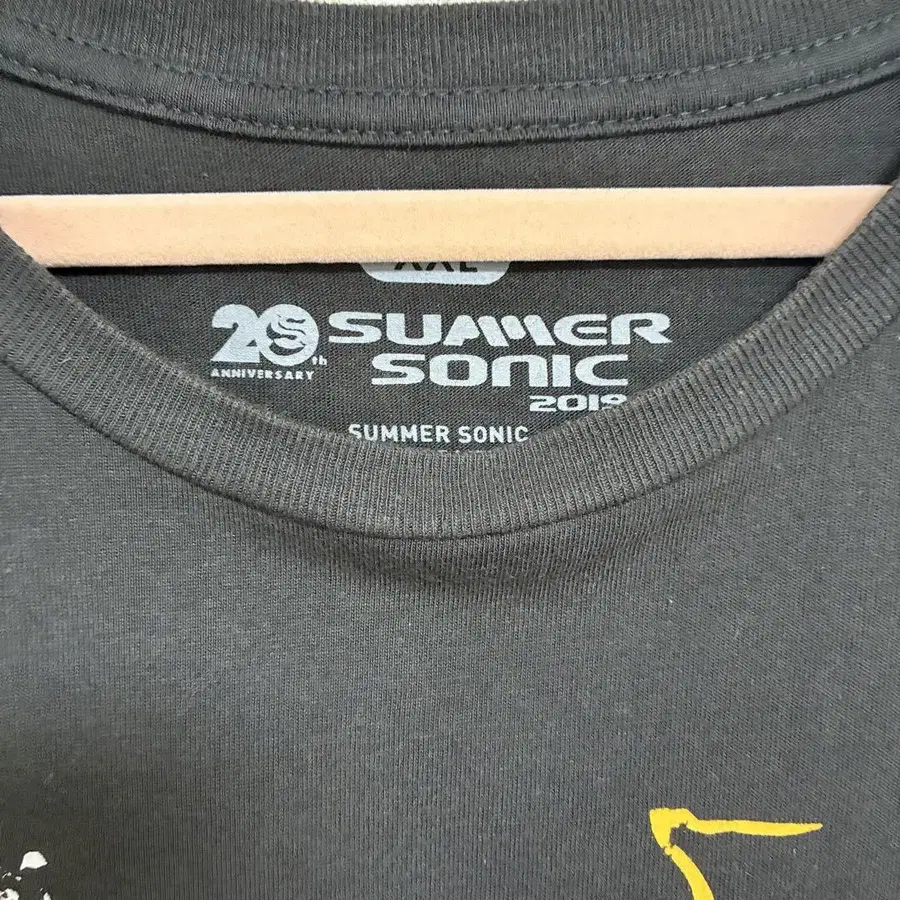 XXL
20th SUMMER
ANNIVERSARY SONIC
2019
SUMMER SONIC